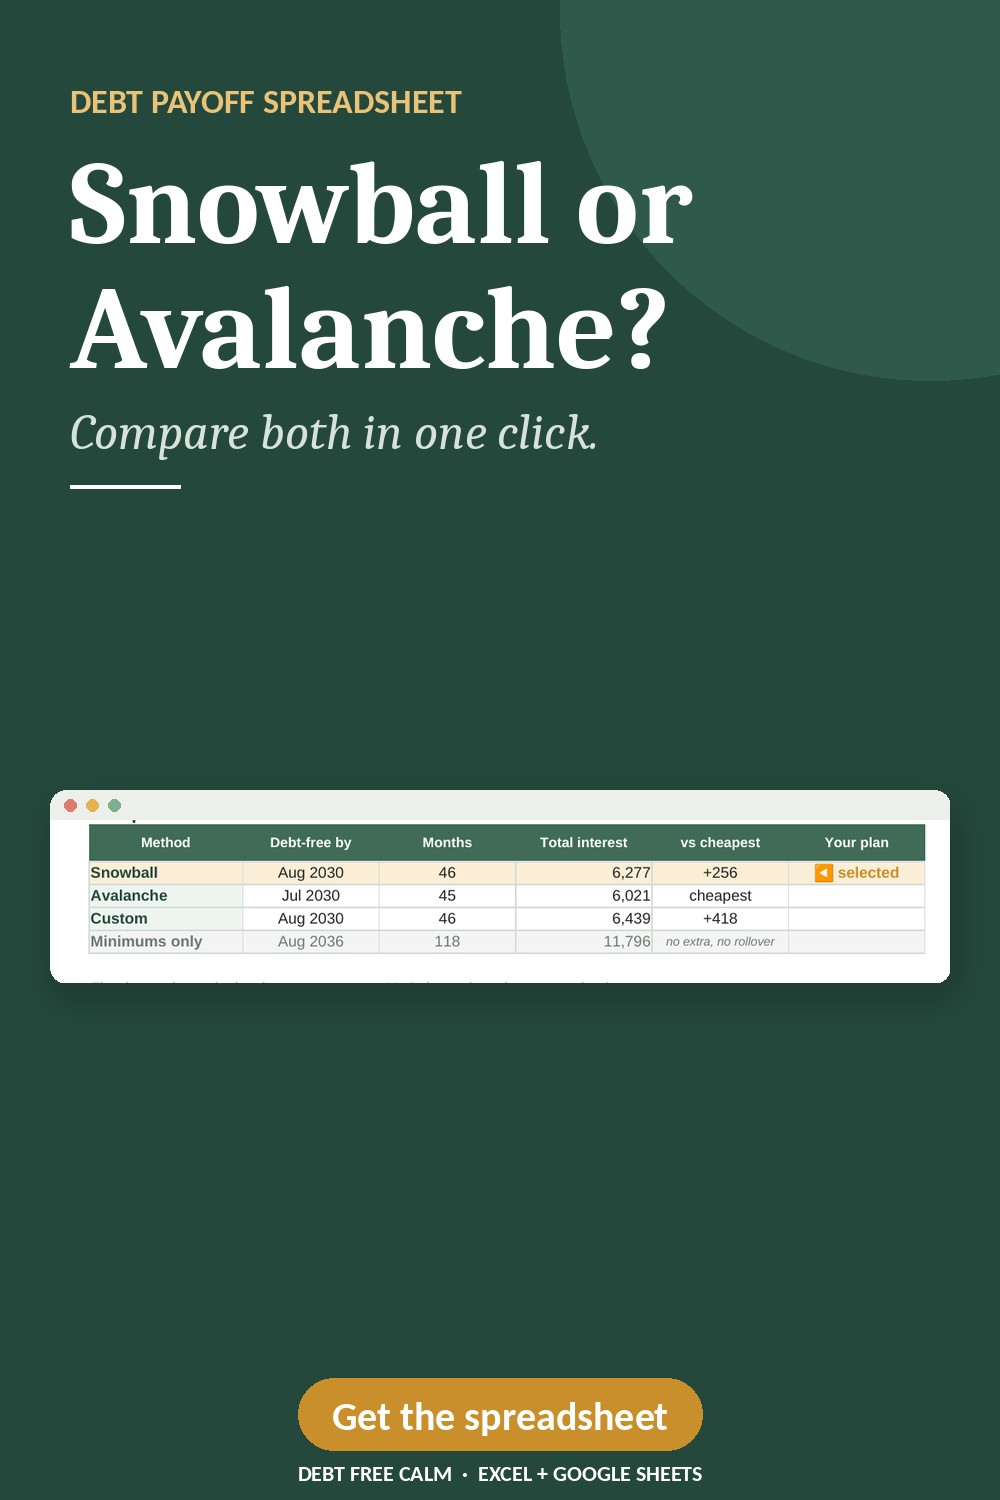 DEBT PAYOFF SPREADSHEET
Snowball or
Avalanche?
Compare both in one click.
Method Debt-free by Months Total interest vs cheapest Your plan
Snowball Aug 2030 46 6,277 +256 ◀ selected
Avalanche Jul 2030 45 6,021 cheapest
Custom Aug 2030 46 6,439 +418
Minimums only Aug 2036 118 11,796 no extra, no rollover
Get the spreadsheet
DEBT FREE CALM · EXCEL + GOOGLE SHEETS